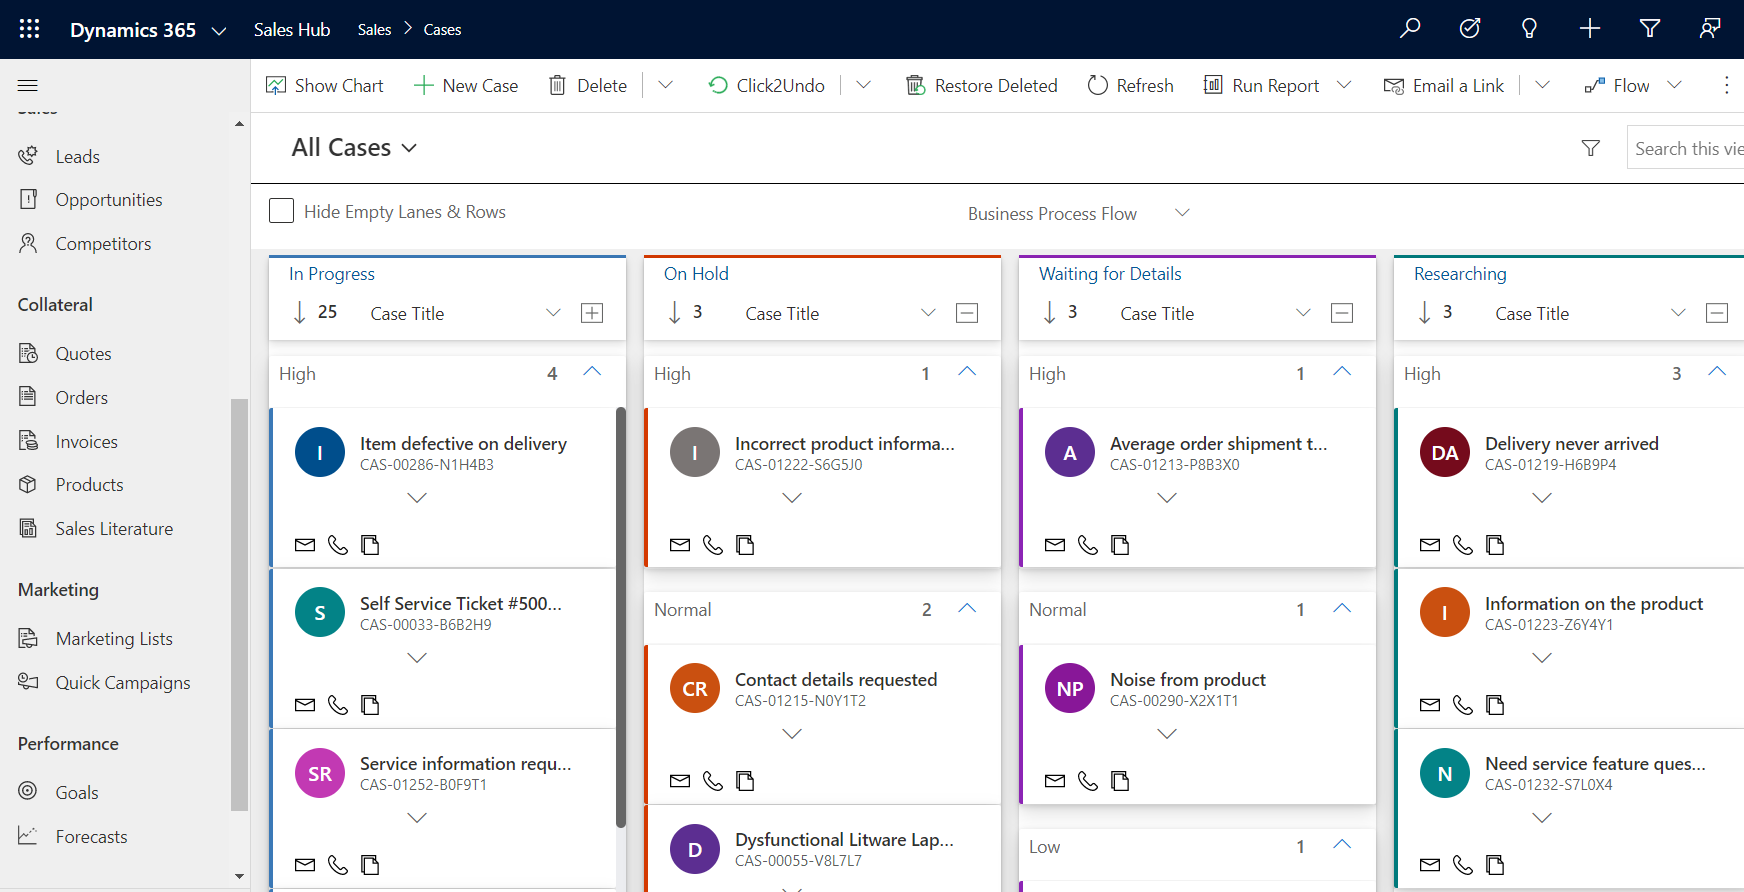 Dynamics 365 Sales Hub Sales Cases
Show Chart New Case Delete Click2Undo Restore Deleted Refresh Run Report Email a Link Flow
Sales
Leads
Opportunities
Competitors
Collateral
Quotes
Orders
Invoices
Products
Sales Literature
Marketing
Marketing Lists
Quick Campaigns
Performance
Goals
Forecasts
All Cases
Search this vie
Hide Empty Lanes & Rows
Business Process Flow
In Progress
25 Case Title
High 4
I
Item defective on delivery
CAS-00286-N1H4B3
S
Self Service Ticket #500...
CAS-00033-B6B2H9
SR
Service information requ...
CAS-01252-B0F9T1
On Hold
3 Case Title
High 1
I
Incorrect product informa...
CAS-01222-S6G5J0
Normal 2
CR
Contact details requested
CAS-01215-N0Y1T2
D
Dysfunctional Litware Lap...
CAS-00055-V8L7L7
Waiting for Details
3 Case Title
High 1
A
Average order shipment t...
CAS-01213-P8B3X0
Normal 1
NP
Noise from product
CAS-00290-X2X1T1
Low 1
Researching
3 Case Title
High 3
DA
Delivery never arrived
CAS-01219-H6B9P4
I
Information on the product
CAS-01223-Z6Y4Y1
N
Need service feature ques...
CAS-01232-S7L0X4